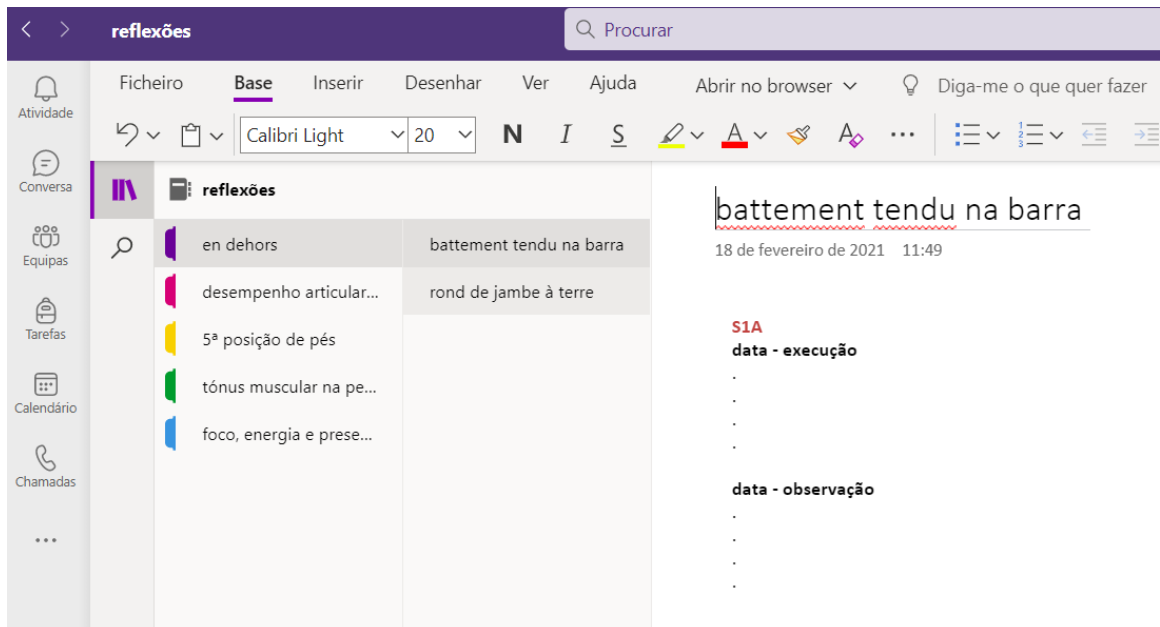 reflexões
Procurar
Atividade
Conversa
Equipas
Tarefas
Calendário
Chamadas
...
Ficheiro Base Inserir Desenhar Ver Ajuda Abrir no browser Diga-me o que quer fazer
Calibri Light 20 N I S A A ...
reflexões
en dehors
desempenho articular...
5ª posição de pés
tónus muscular na pe...
foco, energia e prese...
battement tendu na barra
rond de jambe à terre
battement tendu na barra
18 de fevereiro de 2021 11:49
S1A
data - execução
.
.
.
.
data - observação
.
.
.
.